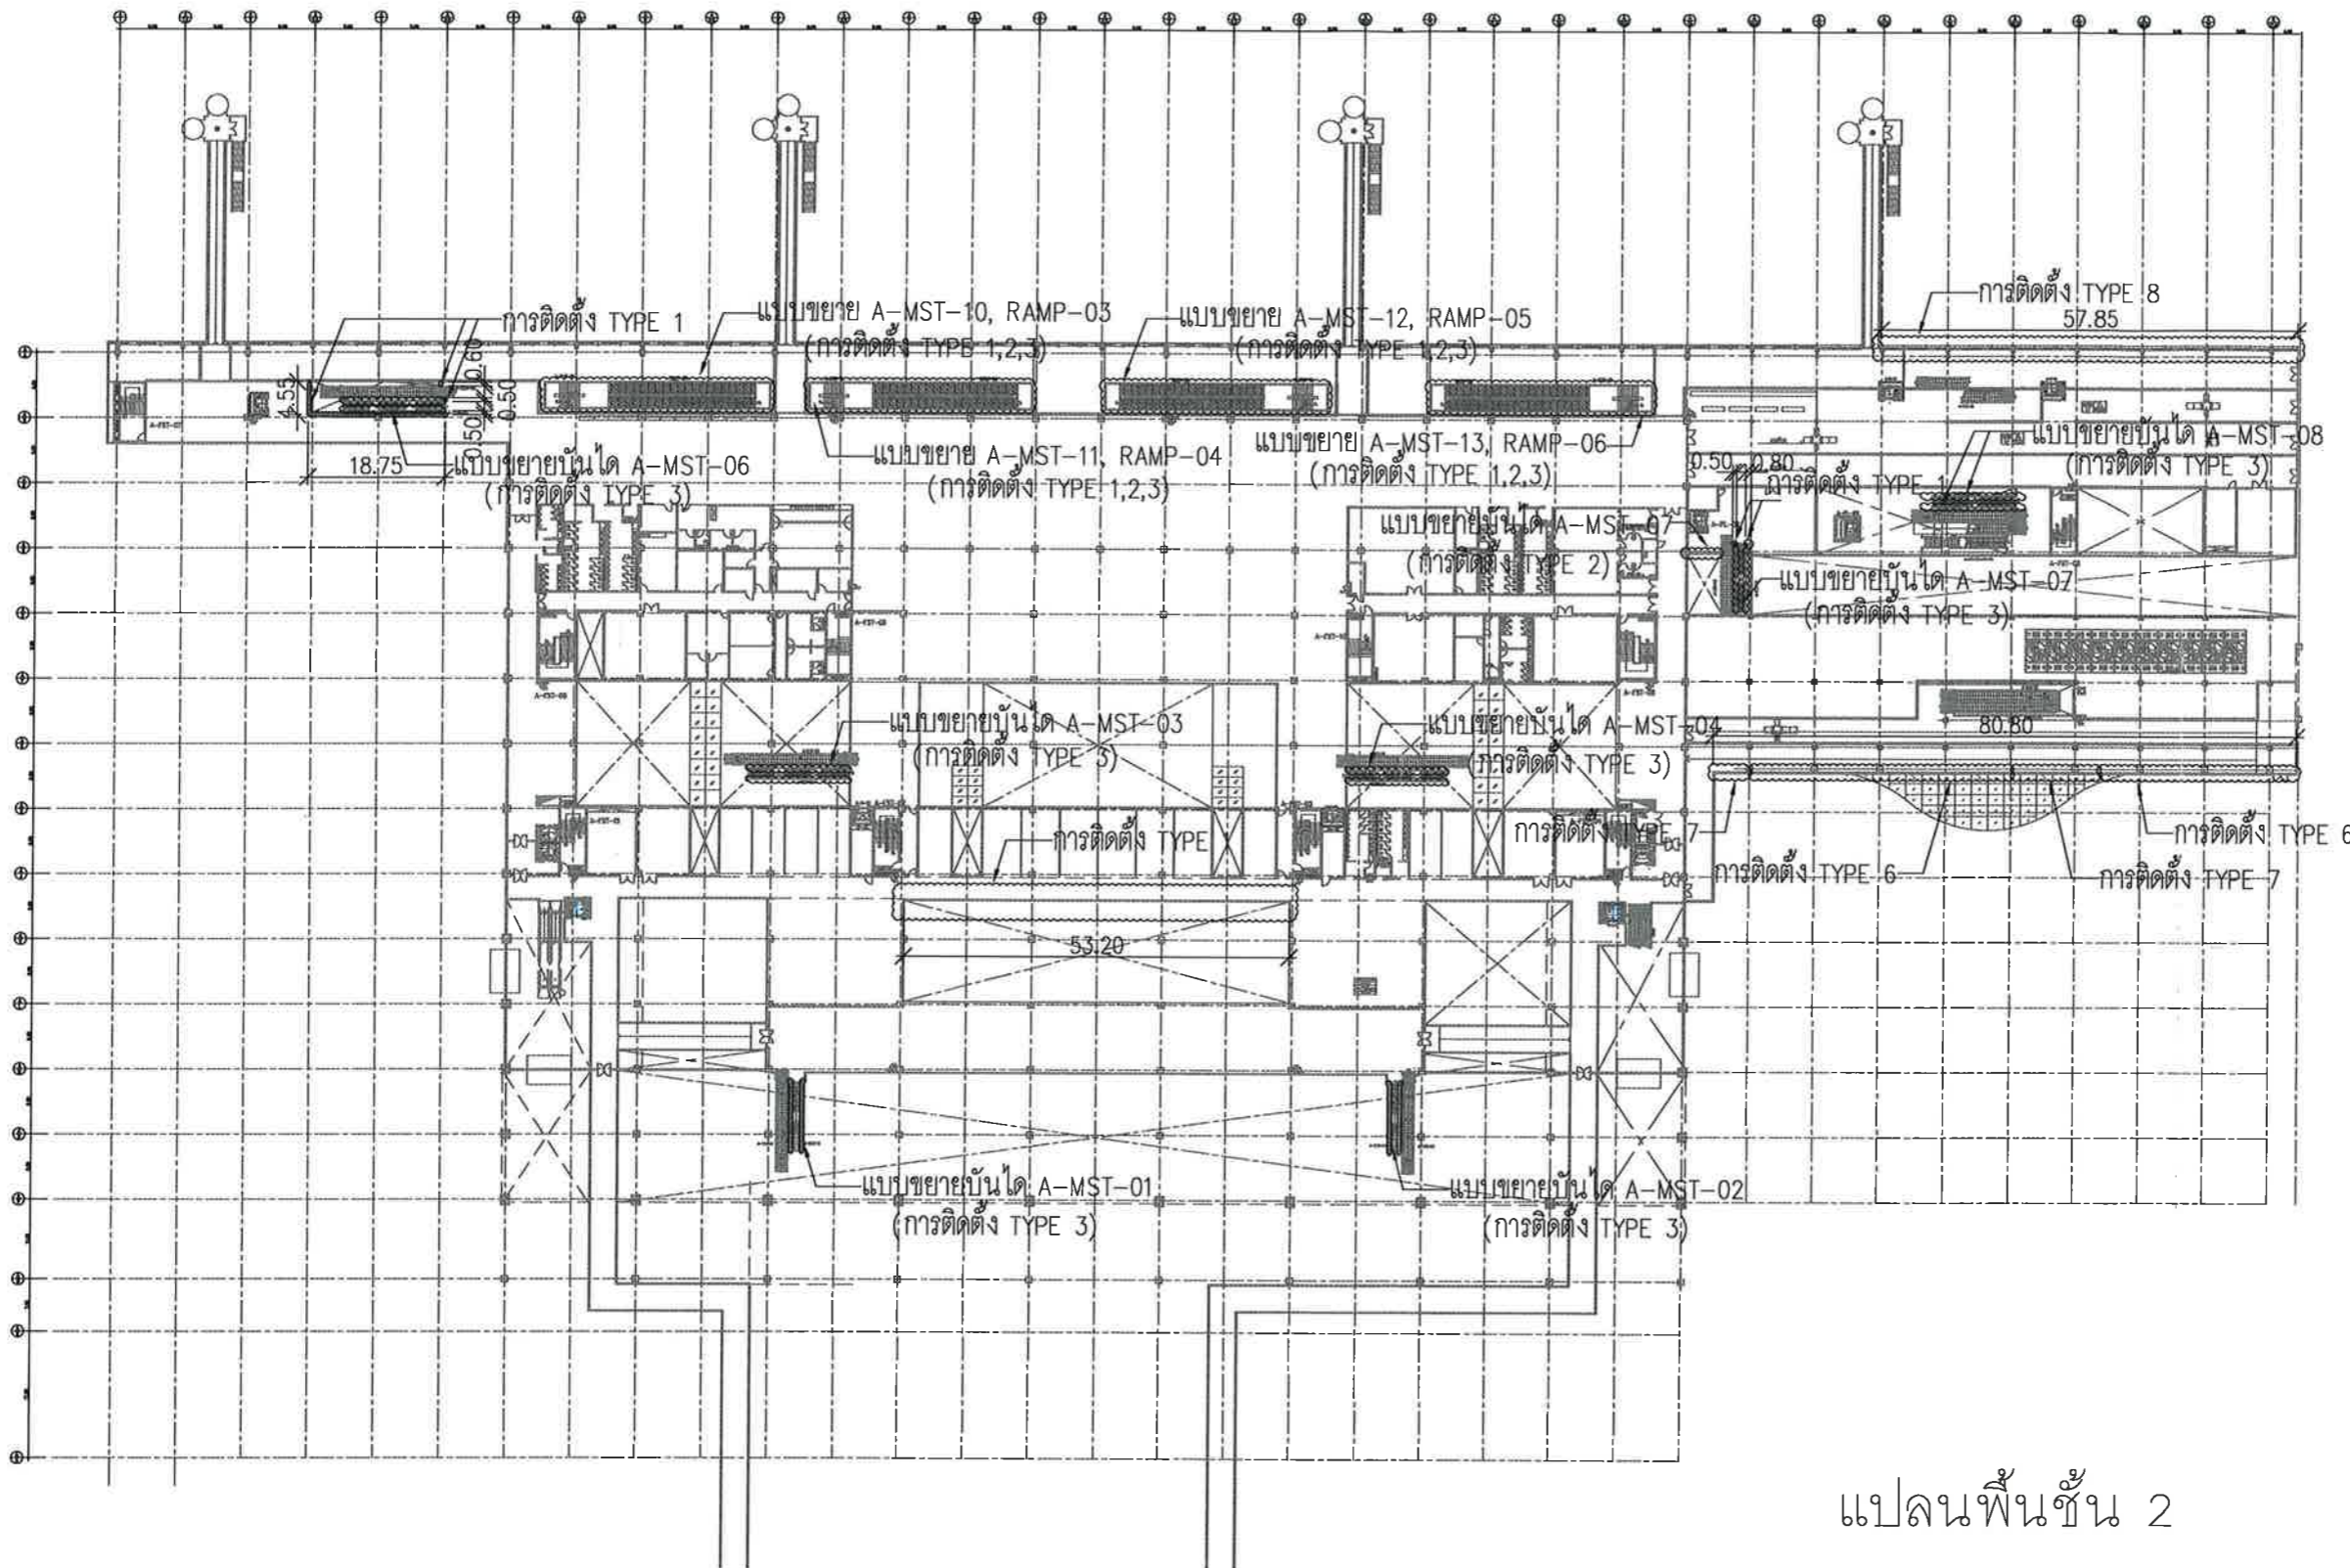 การติดตั้ง TYPE 8
57.85
การติดตั้ง TYPE 1
แบบขยาย A-MST-10, RAMP-03
(การติดตั้ง TYPE 1,2,3)
แบบขยาย A-MST-12, RAMP-05
(การติดตั้ง TYPE 1,2,3)
4.55
0.60
0.50
0.50
18.75
แบบขยายบันได A-MST-06
(การติดตั้ง TYPE 3)
แบบขยาย A-MST-11, RAMP-04
(การติดตั้ง TYPE 1,2,3)
แบบขยาย A-MST-13, RAMP-06
(การติดตั้ง TYPE 1,2,3)
แบบขยายบันได A-MST-08
(การติดตั้ง TYPE 3)
0.50
0.80
การติดตั้ง TYPE 1
แบบขยายบันได A-MST-07
(การติดตั้ง TYPE 2)
แบบขยายบันได A-MST-07
(การติดตั้ง TYPE 3)
แบบขยายบันได A-MST-03
(การติดตั้ง TYPE 3)
แบบขยายบันได A-MST-04
(การติดตั้ง TYPE 3)
80.80
การติดตั้ง TYPE
การติดตั้ง TYPE 7
การติดตั้ง TYPE 6
การติดตั้ง TYPE 6
การติดตั้ง TYPE 7
53.20
แบบขยายบันได A-MST-01
(การติดตั้ง TYPE 3)
แบบขยายบันได A-MST-02
(การติดตั้ง TYPE 3)
แปลนพื้นชั้น 2